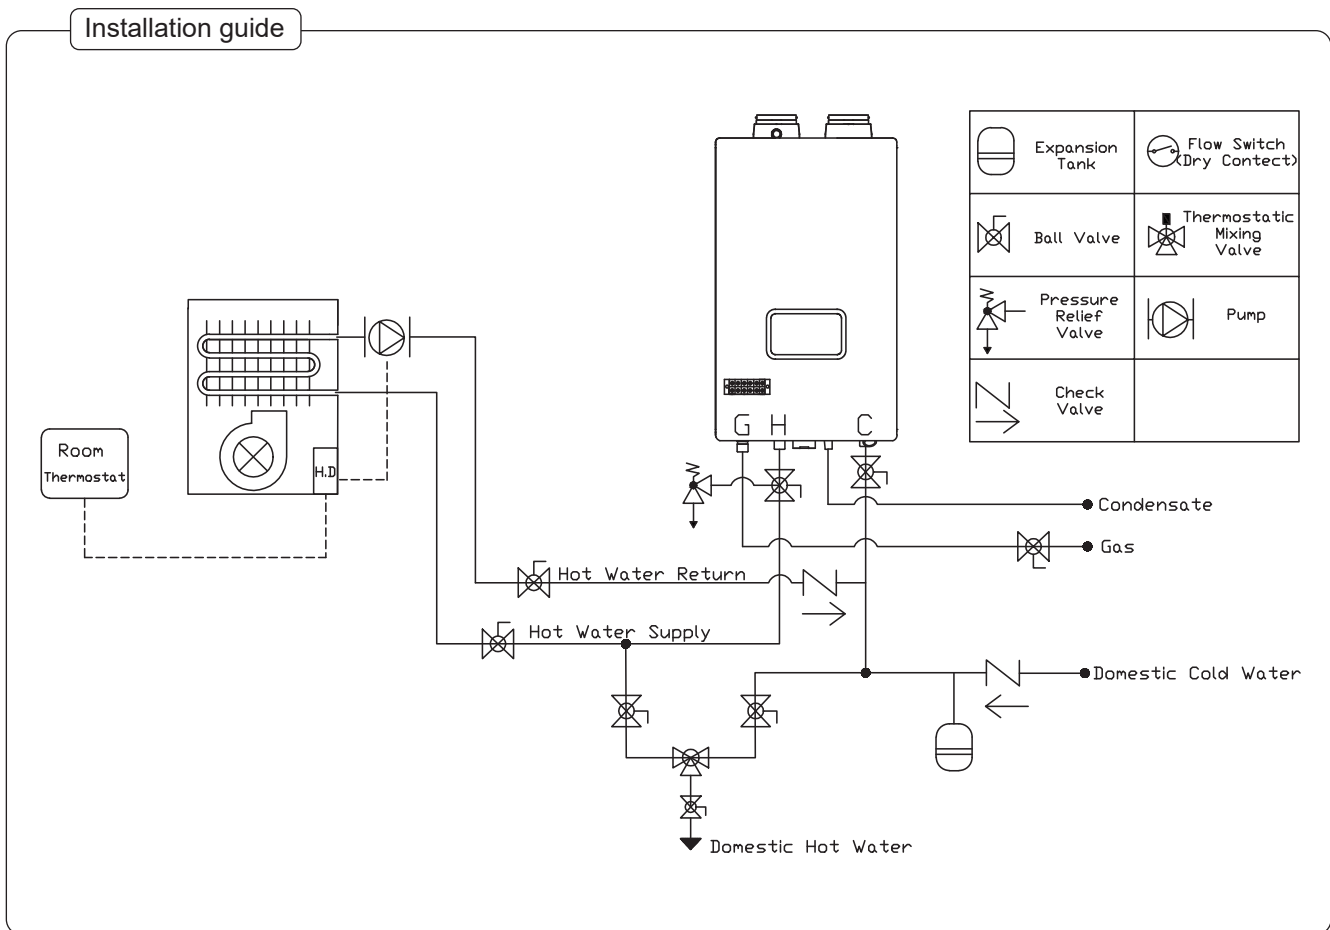 Installation guide
Expansion
Tank
Flow Switch
(Dry Contect)
Ball Valve
Thermostatic
Mixing
Valve
Pressure
Relief
Valve
Pump
Check
Valve
G H C
Room
Thermostat
H.D
Condensate
Gas
Hot Water Return
Hot Water Supply
Domestic Cold Water
Domestic Hot Water